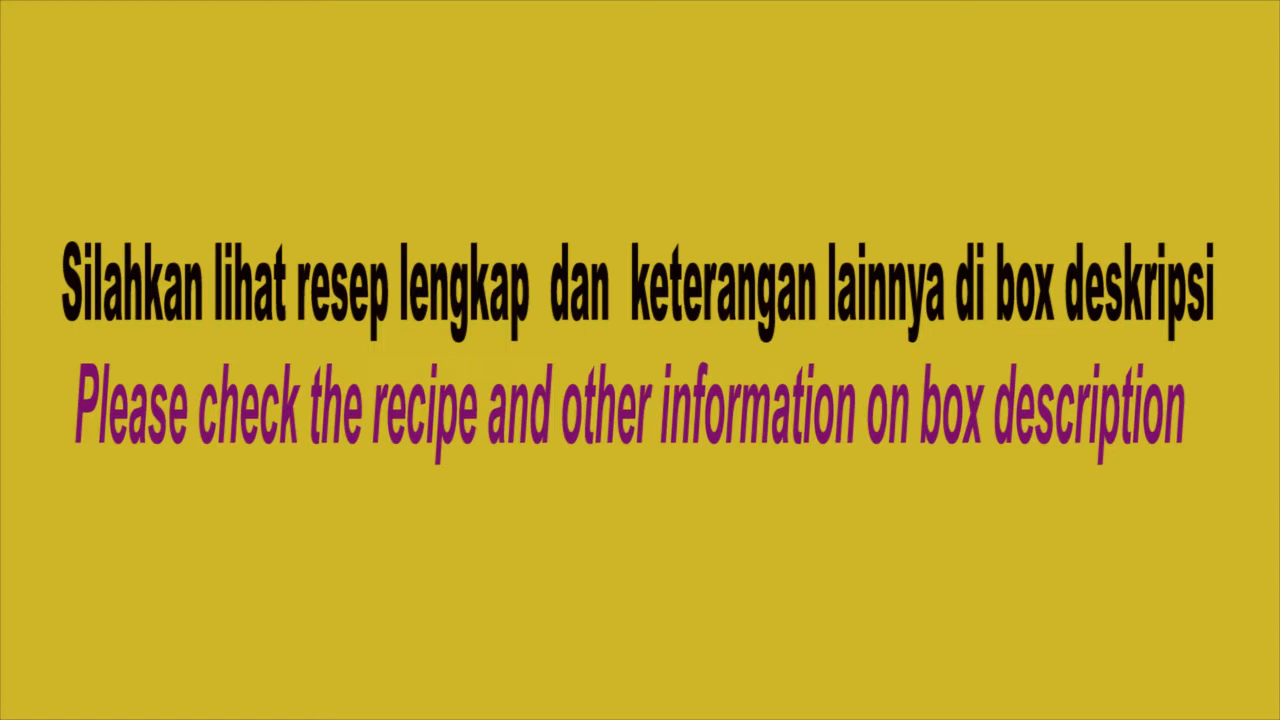 Silahkan lihat resep lengkap dan keterangan lainnya di box deskripsi
Please check the recipe and other information on box description